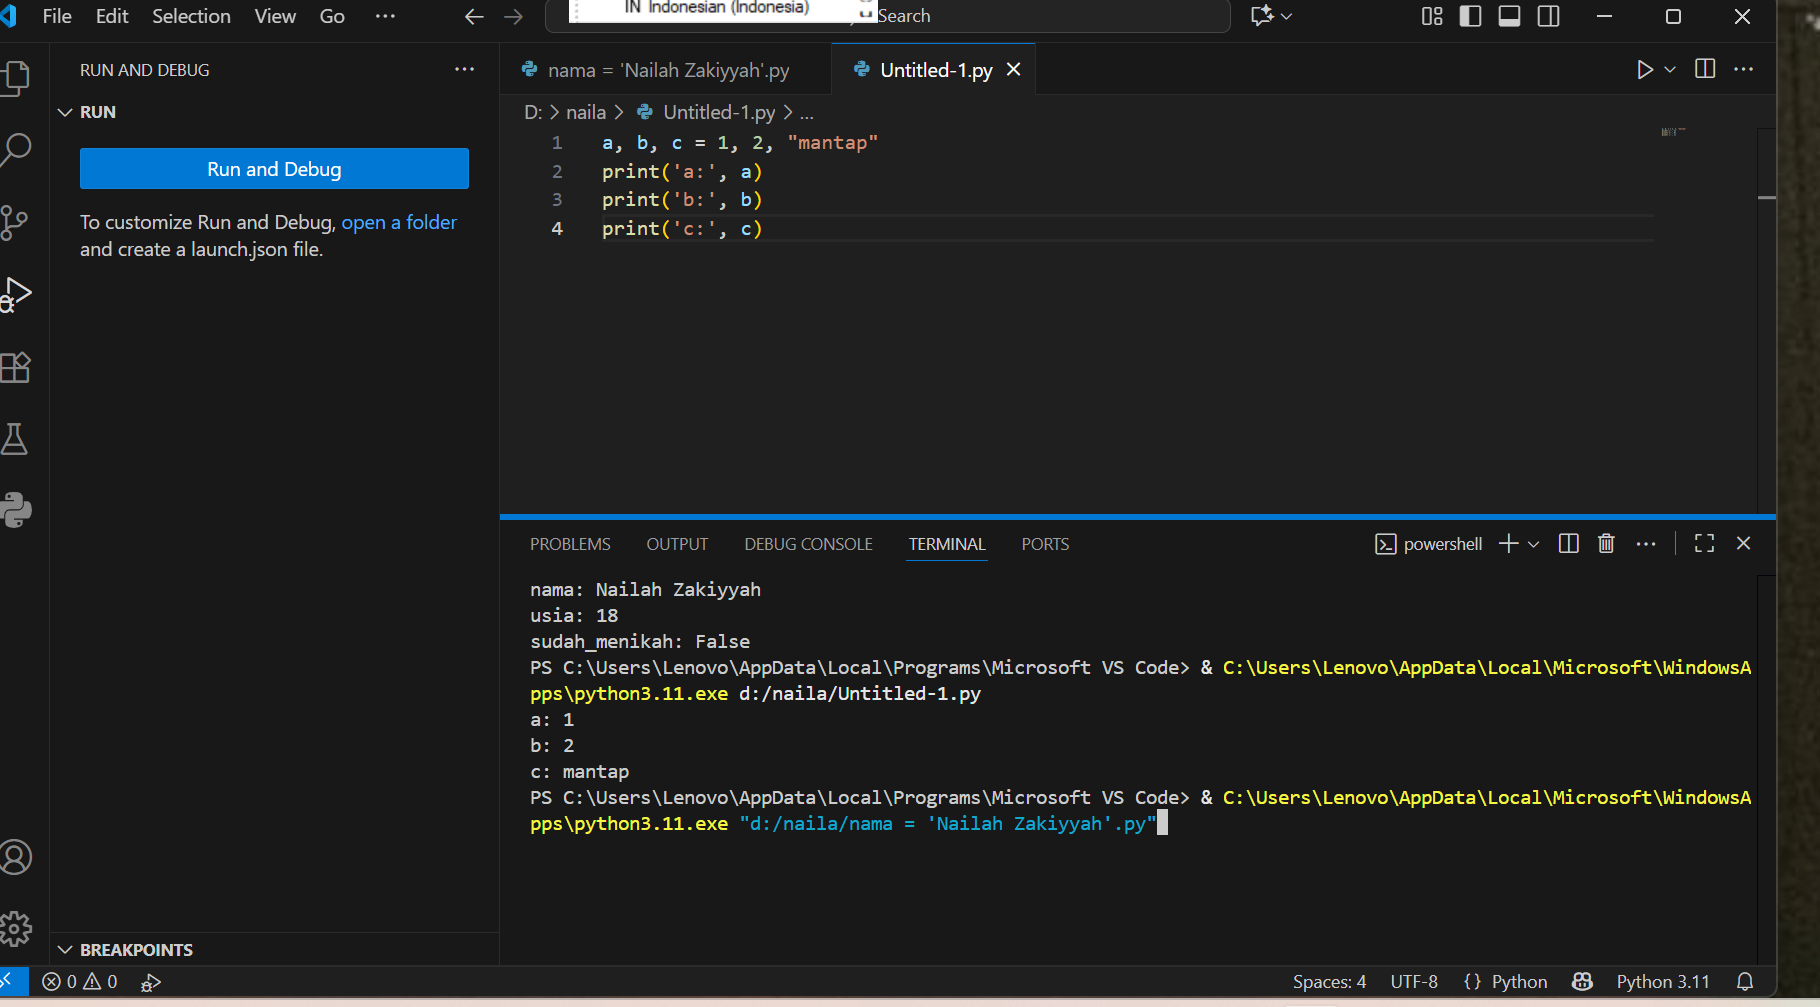 File Edit Selection View Go ···
IN Indonesian (Indonesia)
Search
RUN AND DEBUG ···
RUN
Run and Debug
To customize Run and Debug, open a folder
and create a launch.json file.
BREAKPOINTS
nama = 'Nailah Zakiyyah'.py
Untitled-1.py
D: > naila > Untitled-1.py > ...
1 a, b, c = 1, 2, "mantap"
2 print('a:', a)
3 print('b:', b)
4 print('c:', c)
PROBLEMS OUTPUT DEBUG CONSOLE TERMINAL PORTS
powershell
nama: Nailah Zakiyyah
usia: 18
sudah_menikah: False
PS C:\Users\Lenovo\AppData\Local\Programs\Microsoft VS Code> & C:\Users\Lenovo\AppData\Local\Microsoft\WindowsA
pps\python3.11.exe d:/naila/Untitled-1.py
a: 1
b: 2
c: mantap
PS C:\Users\Lenovo\AppData\Local\Programs\Microsoft VS Code> & C:\Users\Lenovo\AppData\Local\Microsoft\WindowsA
pps\python3.11.exe "d:/naila/nama = 'Nailah Zakiyyah'.py"
0 0
Spaces: 4 UTF-8 {} Python Python 3.11